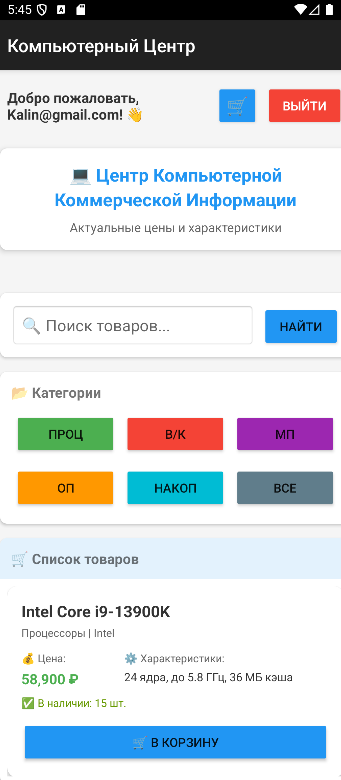 5:45
Компьютерный Центр
Добро пожаловать,
Kalin@gmail.com! 👋
🛒 ВЫЙТИ
💻 Центр Компьютерной
Коммерческой Информации
Актуальные цены и характеристики
🔍 Поиск товаров... НАЙТИ
📂 Категории
ПРОЦ В/К МП
ОП НАКОП ВСЕ
🛒 Список товаров
Intel Core i9-13900K
Процессоры | Intel
💰 Цена: ⚙️ Характеристики:
58,900 ₽ 24 ядра, до 5.8 ГГц, 36 МБ кэша
✅ В наличии: 15 шт.
🛒 В КОРЗИНУ